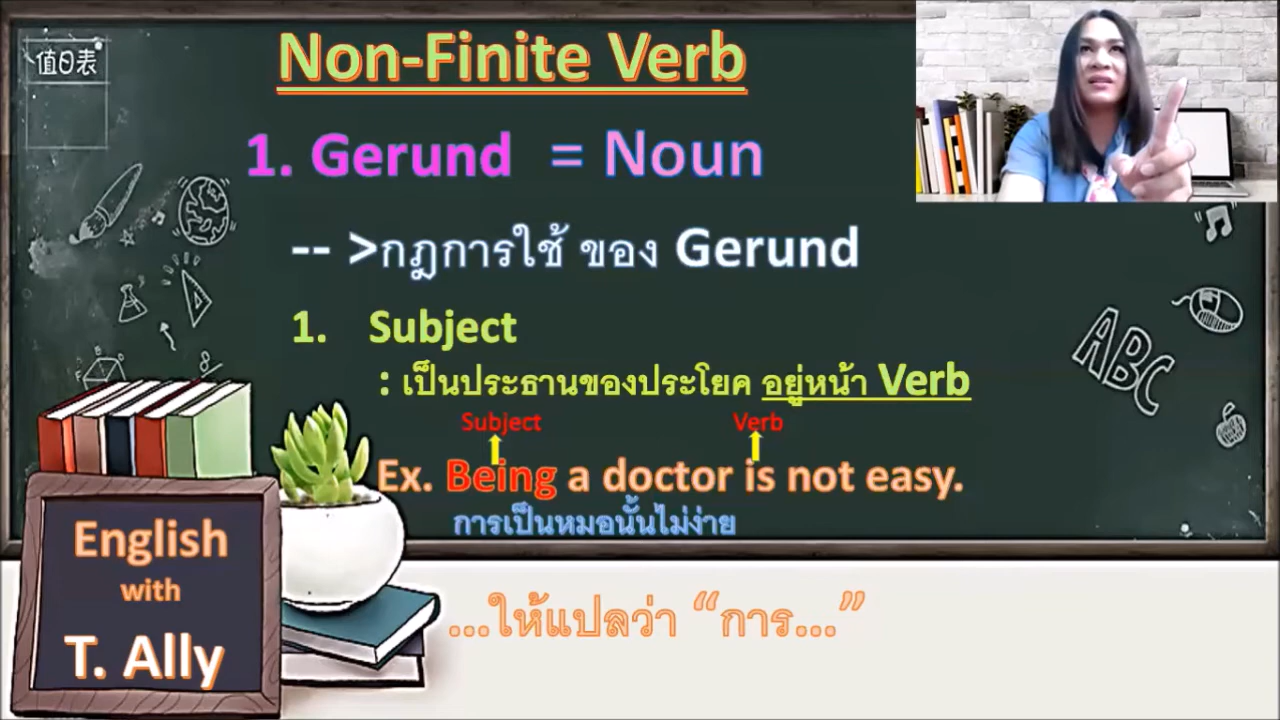 值日表
Non-Finite Verb
1. Gerund = Noun
-- >กฎการใช้ ของ Gerund
1. Subject
: เป็นประธานของประโยค อยู่หน้า Verb
Subject Verb
Ex. Being a doctor is not easy.
การเป็นหมอนั้นไม่ง่าย
...ให้แปลว่า “การ...”
ABC
English
with
T. Ally